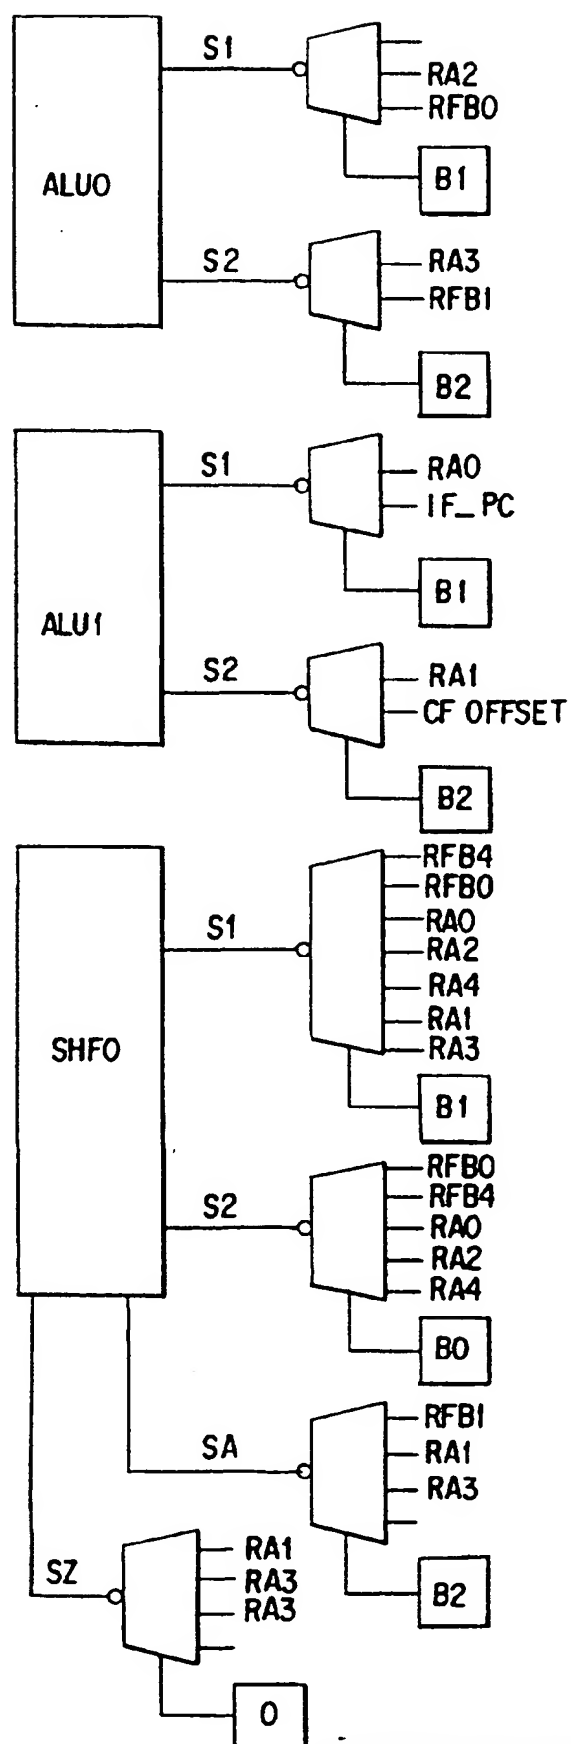 S1
RA2
RFB0
ALU0
B1
S2
RA3
RFB1
B2
S1
RA0
IF_PC
B1
ALU1
S2
RA1
CF OFFSET
B2
RFB4
RFB0
S1
RA0
RA2
RA4
RA1
SHF0
RA3
B1
RFB0
RFB4
S2
RA0
RA2
RA4
B0
RFB1
SA
RA1
RA3
B2
SZ
RA1
RA3
RA3
0